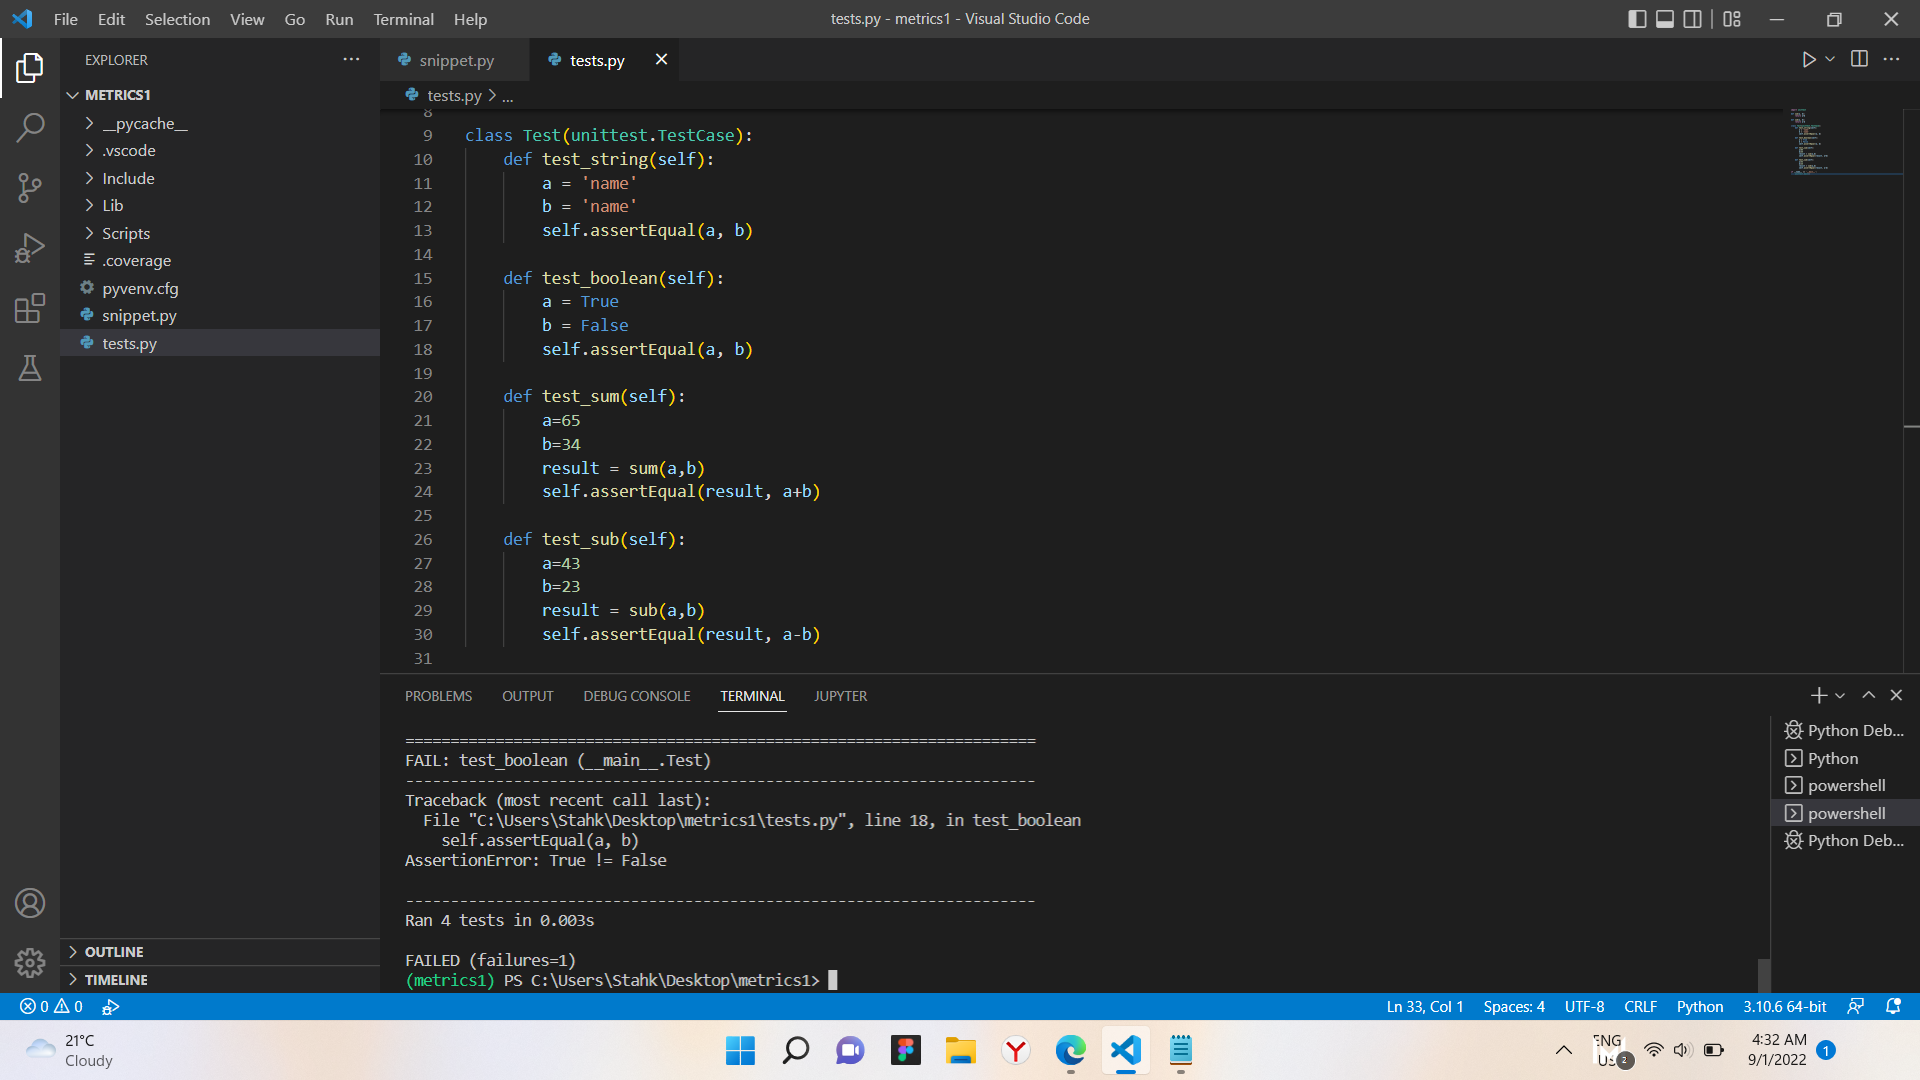 File Edit Selection View Go Run Terminal Help
tests.py - metrics1 - Visual Studio Code
EXPLORER
METRICS1
__pycache__
.vscode
Include
Lib
Scripts
.coverage
pyvenv.cfg
snippet.py
tests.py
OUTLINE
TIMELINE
snippet.py tests.py
tests.py > ...
8
9 class Test(unittest.TestCase):
10 def test_string(self):
11 a = 'name'
12 b = 'name'
13 self.assertEqual(a, b)
14
15 def test_boolean(self):
16 a = True
17 b = False
18 self.assertEqual(a, b)
19
20 def test_sum(self):
21 a=65
22 b=34
23 result = sum(a,b)
24 self.assertEqual(result, a+b)
25
26 def test_sub(self):
27 a=43
28 b=23
29 result = sub(a,b)
30 self.assertEqual(result, a-b)
31
PROBLEMS OUTPUT DEBUG CONSOLE TERMINAL JUPYTER
======================================================================
FAIL: test_boolean (__main__.Test)
----------------------------------------------------------------------
Traceback (most recent call last):
File "C:\Users\Stahk\Desktop\metrics1\tests.py", line 18, in test_boolean
self.assertEqual(a, b)
AssertionError: True != False
----------------------------------------------------------------------
Ran 4 tests in 0.003s
FAILED (failures=1)
(metrics1) PS C:\Users\Stahk\Desktop\metrics1>
Python Deb...
Python
powershell
powershell
Python Deb...
0 0
Ln 33, Col 1 Spaces: 4 UTF-8 CRLF Python 3.10.6 64-bit
21°C
Cloudy
ENG
US
2
4:32 AM
9/1/2022
1